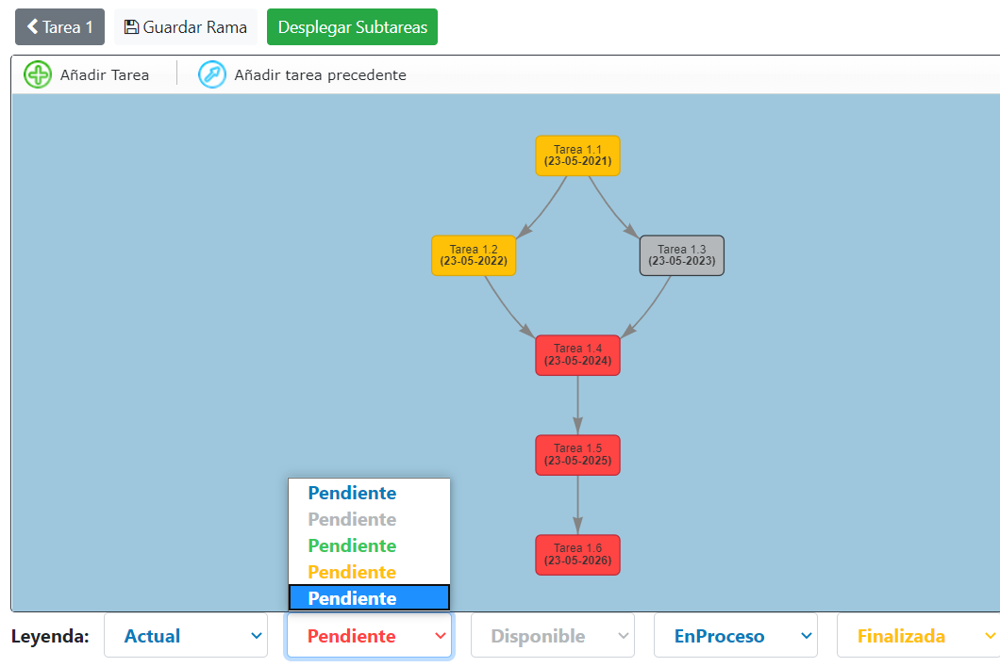 Tarea 1
Guardar Rama
Desplegar Subtareas
Añadir Tarea
Añadir tarea precedente
Tarea 1.1
(23-05-2021)
Tarea 1.2
(23-05-2022)
Tarea 1.3
(23-05-2023)
Tarea 1.4
(23-05-2024)
Tarea 1.5
(23-05-2025)
Tarea 1.6
(23-05-2026)
Pendiente
Pendiente
Pendiente
Pendiente
Pendiente
Leyenda:
Actual
Pendiente
Disponible
EnProceso
Finalizada